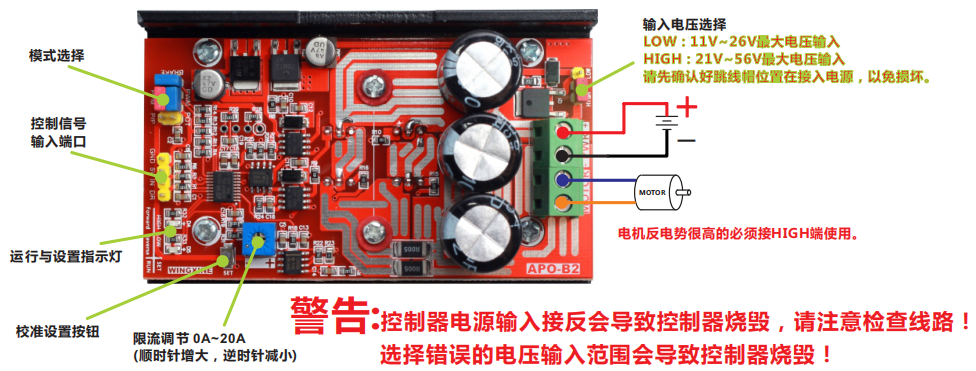 输入电压选择
LOW：11V~26V最大电压输入
HIGH：21V~56V最大电压输入
请先确认好跳线帽位置在接入电源，以免损坏。
模式选择
控制信号
输入端口
+
−
MOTOR
电机反电势很高的必须接HIGH端使用。
运行与设置指示灯
校准设置按钮
限流调节 0A~20A
(顺时针增大，逆时针减小)
SET
R005
R005
APO-B2
警告:控制器电源输入接反会导致控制器烧毁，请注意检查线路！
选择错误的电压输入范围会导致控制器烧毁！